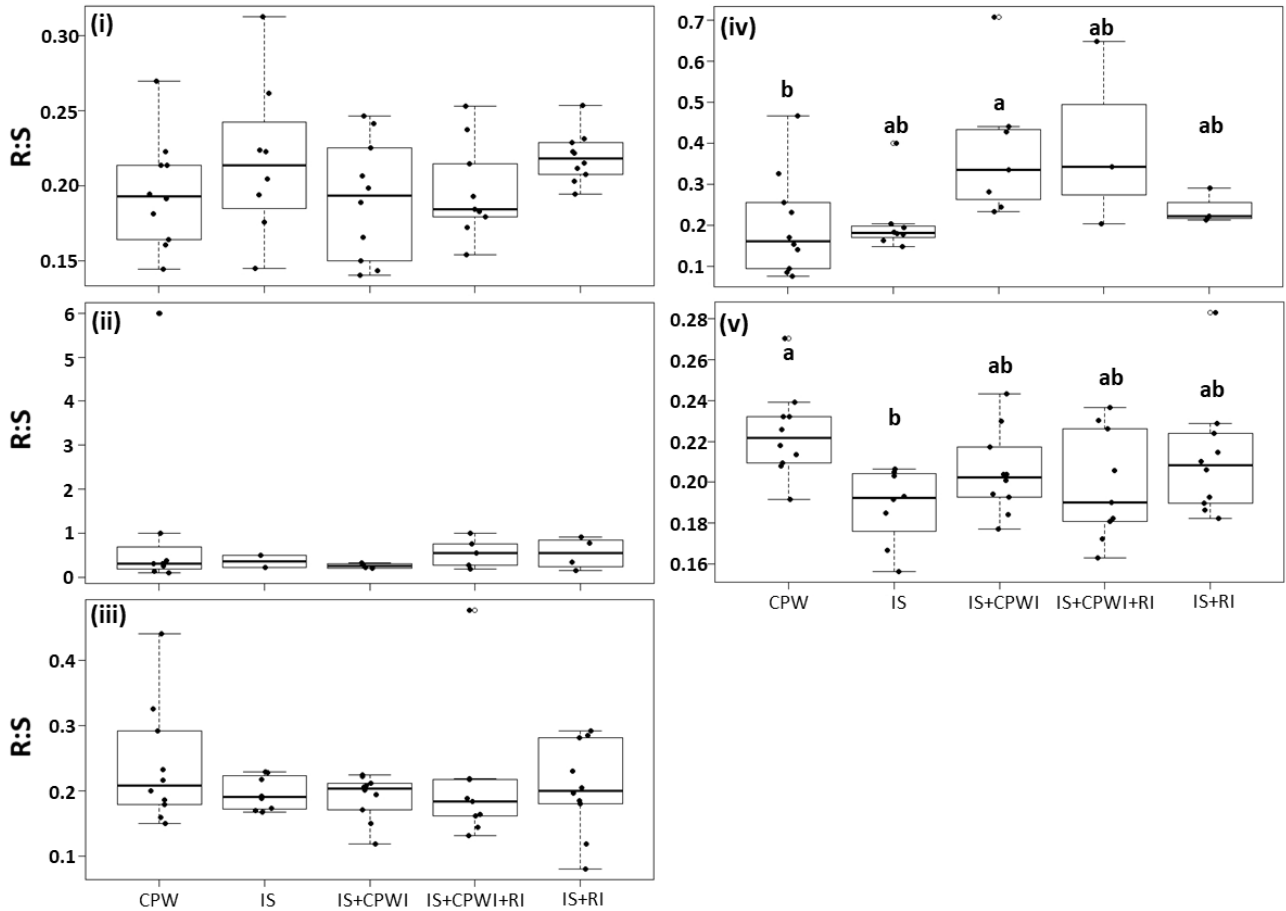 (i)
R:S
0.30
0.25
0.20
0.15
(ii)
R:S
6
5
4
3
2
1
0
(iii)
R:S
0.4
0.3
0.2
0.1
CPW IS IS+CPWI IS+CPWI+RI IS+RI
(iv)
0.7
0.6
0.5
0.4
0.3
0.2
0.1
b ab a ab ab
(v)
0.28
0.26
0.24
0.22
0.20
0.18
0.16
a b ab ab ab
CPW IS IS+CPWI IS+CPWI+RI IS+RI